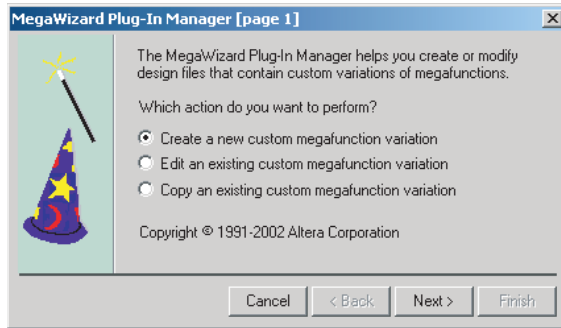 MegaWizard Plug-In Manager [page 1]
The MegaWizard Plug-In Manager helps you create or modify
design files that contain custom variations of megafunctions.
Which action do you want to perform?
Create a new custom megafunction variation
Edit an existing custom megafunction variation
Copy an existing custom megafunction variation
Copyright © 1991-2002 Altera Corporation
Cancel < Back Next > Finish